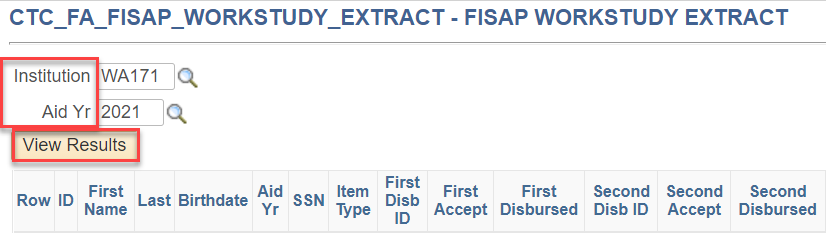 CTC_FA_FISAP_WORKSTUDY_EXTRACT - FISAP WORKSTUDY EXTRACT
Institution WA171
Aid Yr 2021
View Results
Row ID First Name Last Birthdate Aid Yr SSN Item Type First Disb ID First Accept First Disbursed Second Disb ID Second Accept Second Disbursed